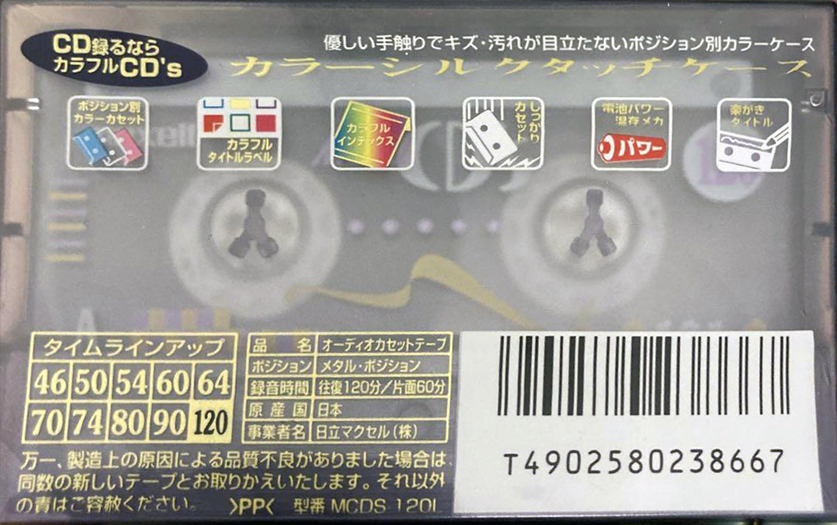 CD録るなら
カラフルCD's
優しい手触りでキズ・汚れが目立たないポジション別カラーケース
カラーシルクタッチケース
ポジション別
カラーカセット
カラフル
タイトルラベル
カラフル
インデックス
しっかり
カセット
電池パワー
温存メカ
パワー
楽がき
タイトル
CD's
120
タイムラインアップ
46 50 54 60 64
70 74 80 90 120
品名 オーディオカセットテープ
ポジション メタル・ポジション
録音時間 往復120分/片面60分
原産国 日本
事業者名 日立マクセル(株)
万一、製造上の原因による品質不良がありました場合は、
同数の新しいテープとお取りかえいたします。それ以外
の責はご容赦ください。 >PP< 型番 MCDS-120L
T4902580238667